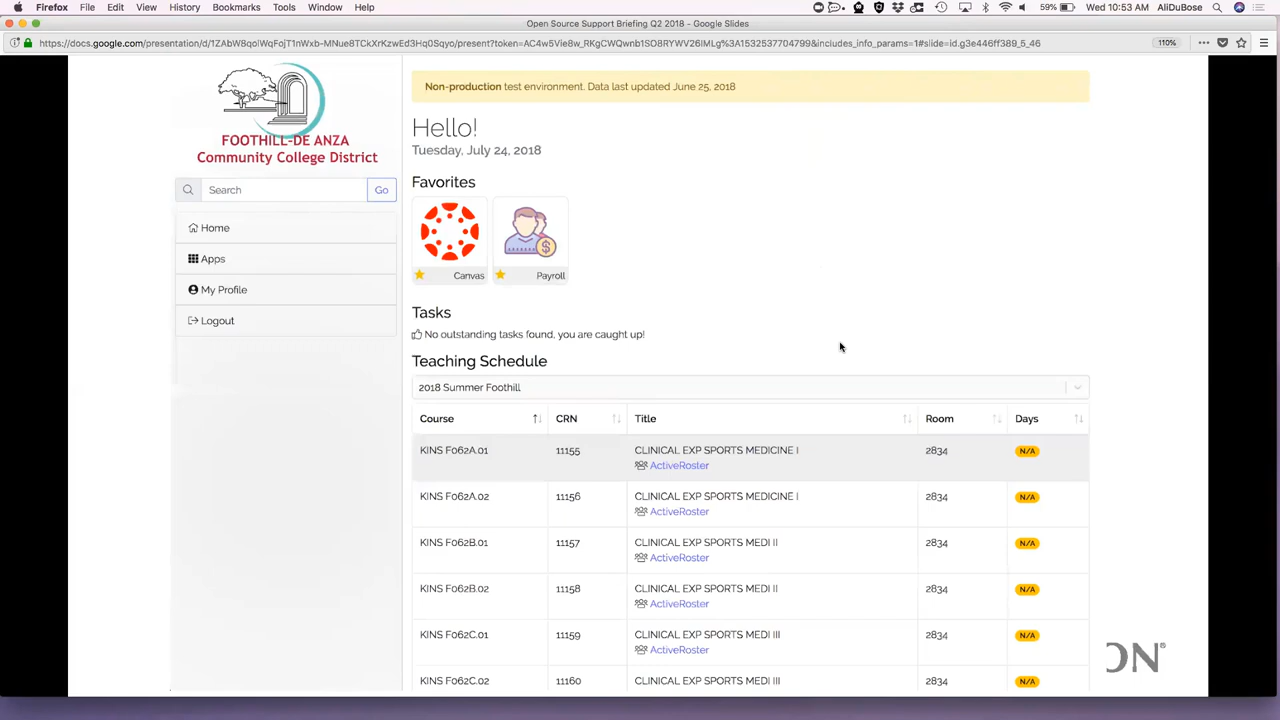 Firefox File Edit View History Bookmarks Tools Window Help 59% Wed 10:53 AM AliDuBose
Open Source Support Briefing Q2 2018 - Google Slides
110%
Non-production test environment. Data last updated June 25, 2018
FOOTHILL-DE ANZA
Community College District
Hello!
Tuesday, July 24, 2018
Search Go
Home
Apps
My Profile
Logout
Favorites
Canvas Payroll
Tasks
No outstanding tasks found, you are caught up!
Teaching Schedule
2018 Summer Foothill
Course CRN Title Room Days
KINS F062A.01 11155 CLINICAL EXP SPORTS MEDICINE I 2834 N/A
ActiveRoster
KINS F062A.02 11156 CLINICAL EXP SPORTS MEDICINE I 2834 N/A
ActiveRoster
KINS F062B.01 11157 CLINICAL EXP SPORTS MEDI II 2834 N/A
ActiveRoster
KINS F062B.02 11158 CLINICAL EXP SPORTS MEDI II 2834 N/A
ActiveRoster
KINS F062C.01 11159 CLINICAL EXP SPORTS MEDI III 2834 N/A
ActiveRoster
KINS F062C.02 11160 CLINICAL EXP SPORTS MEDI III 2834 N/A